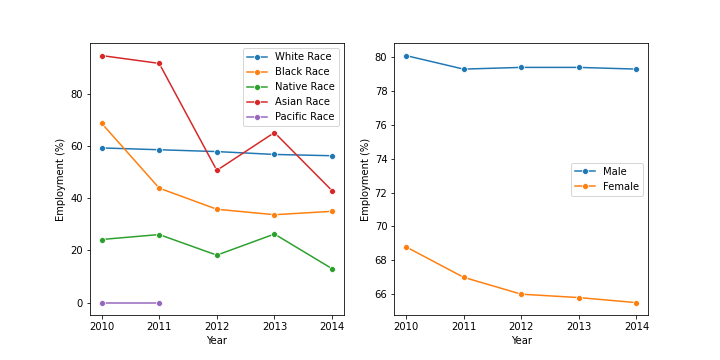 Employment (%)
80
60
40
20
0
2010 2011 2012 2013 2014
Year
White Race
Black Race
Native Race
Asian Race
Pacific Race
Employment (%)
80
78
76
74
72
70
68
66
2010 2011 2012 2013 2014
Year
Male
Female